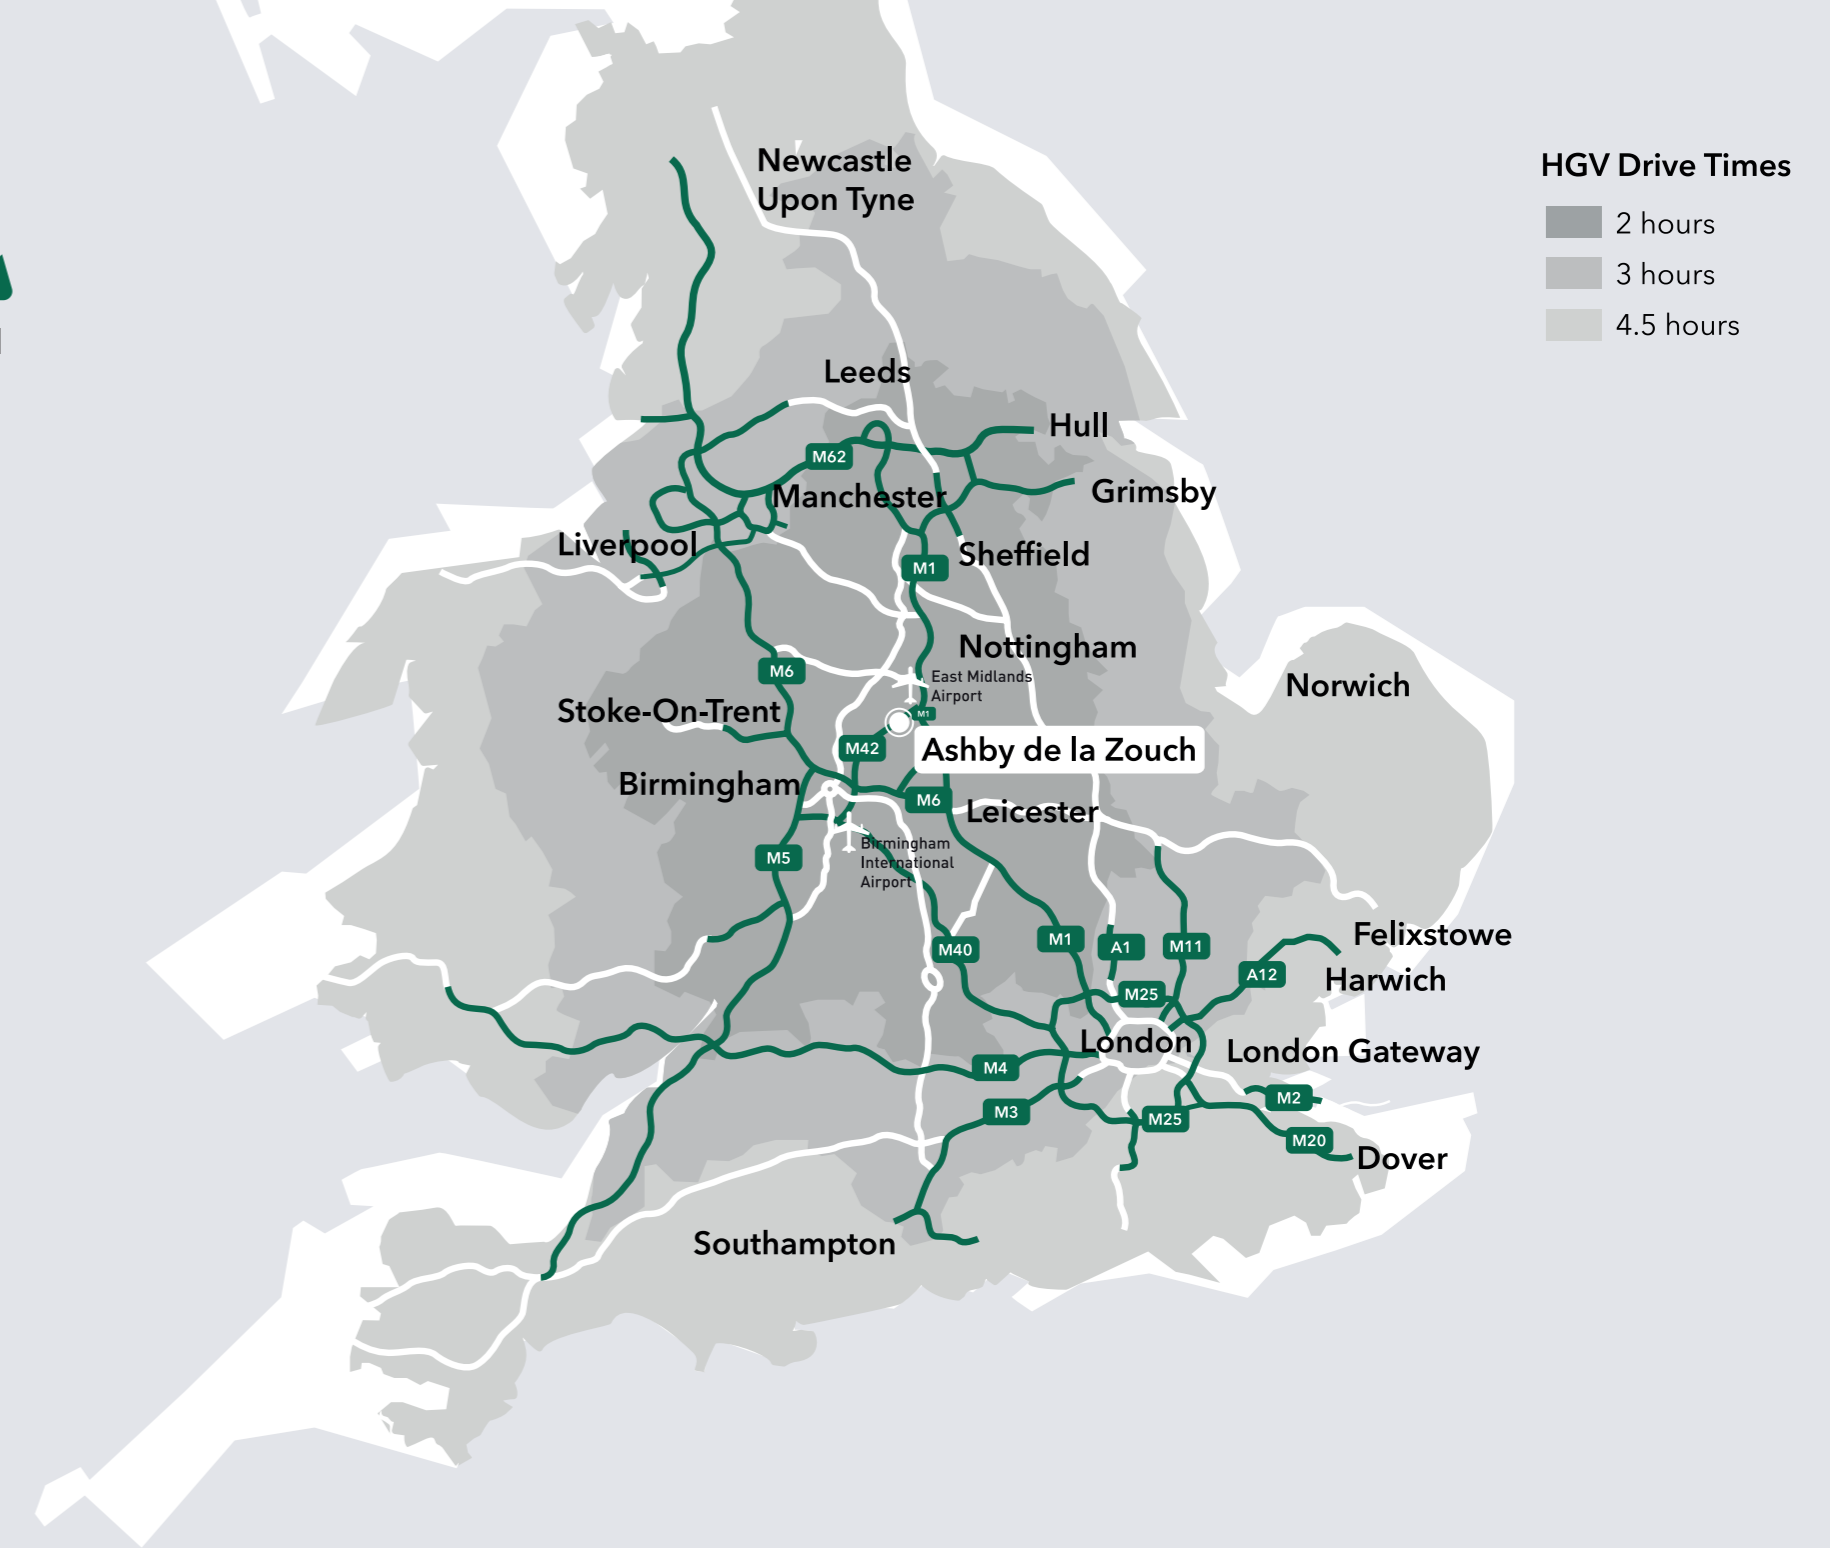 HGV Drive Times
2 hours
3 hours
4.5 hours
Newcastle
Upon Tyne
Leeds
Hull
M62
Grimsby
Manchester
Liverpool
Sheffield
M1
Nottingham
M6
East Midlands
Airport
Norwich
Stoke-On-Trent
M1
M42
Ashby de la Zouch
Birmingham
M6
Leicester
M5
Birmingham
International
Airport
M40
M1
A1
M11
Felixstowe
A12
Harwich
M25
London
London Gateway
M4
M2
M3
M25
M20
Dover
Southampton